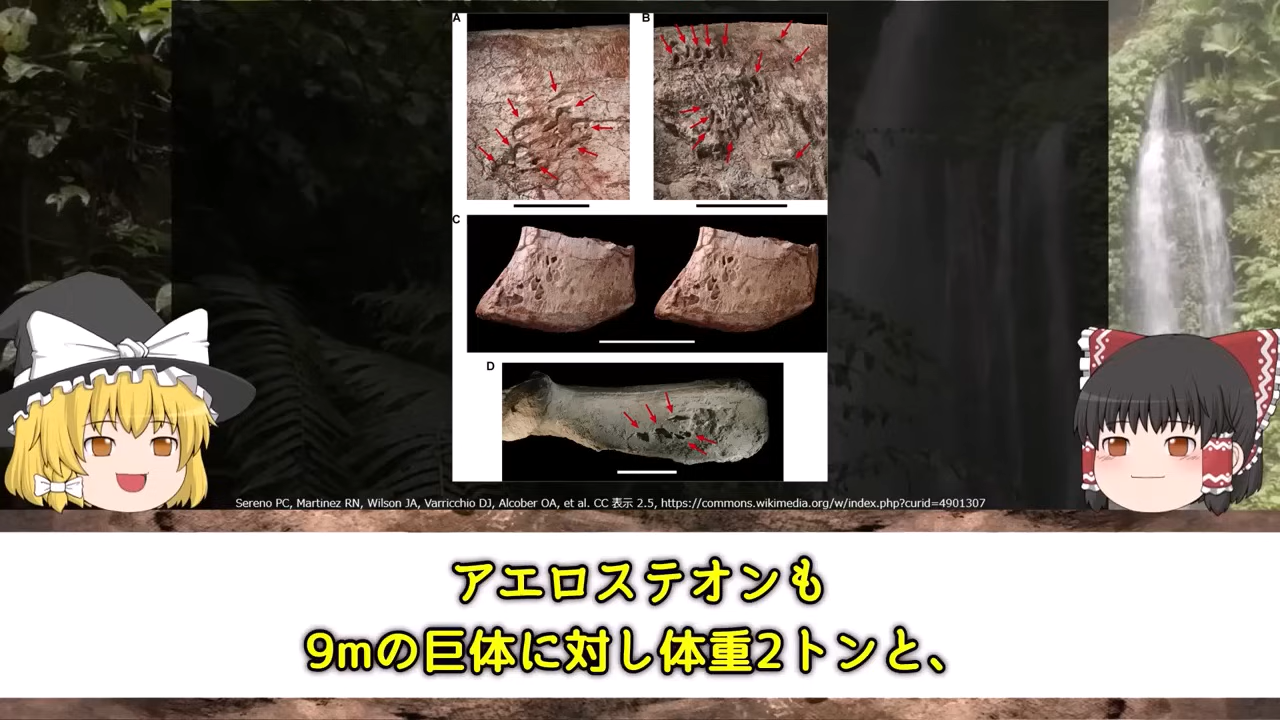 A
B
C
D
Sereno PC, Martinez RN, Wilson JA, Varricchio DJ, Alcober OA, et al. CC 表示 2.5, https://commons.wikimedia.org/w/index.php?curid=4901307
アエロステオンも
9mの巨体に対し体重2トンと、